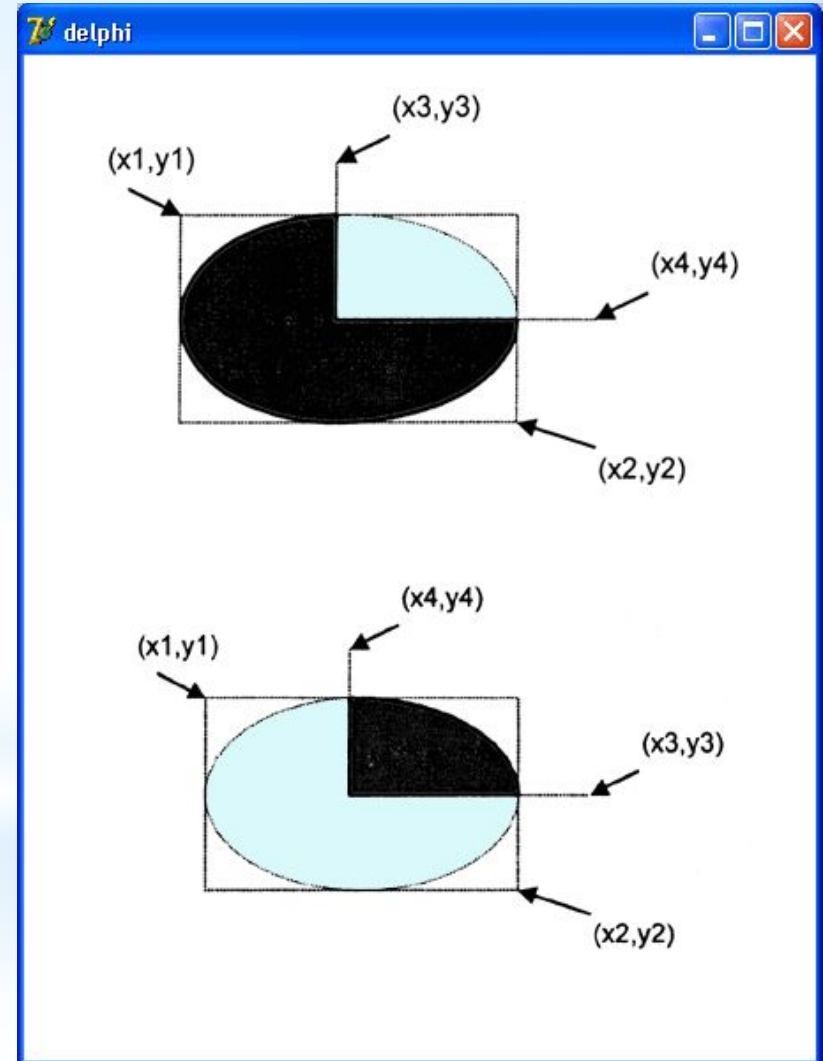 delphi
(x3,y3)
(x1,y1)
(x4,y4)
(x2,y2)
(x4,y4)
(x1,y1)
(x3,y3)
(x2,y2)